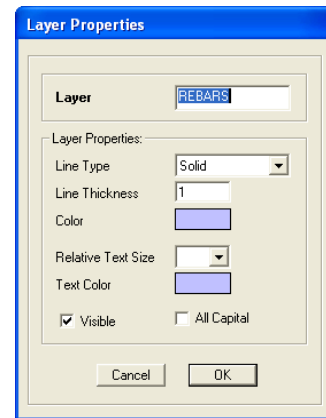 Layer Properties
Layer REBARS
Layer Properties:
Line Type Solid
Line Thickness 1
Color
Relative Text Size
Text Color
Visible All Capital
Cancel OK